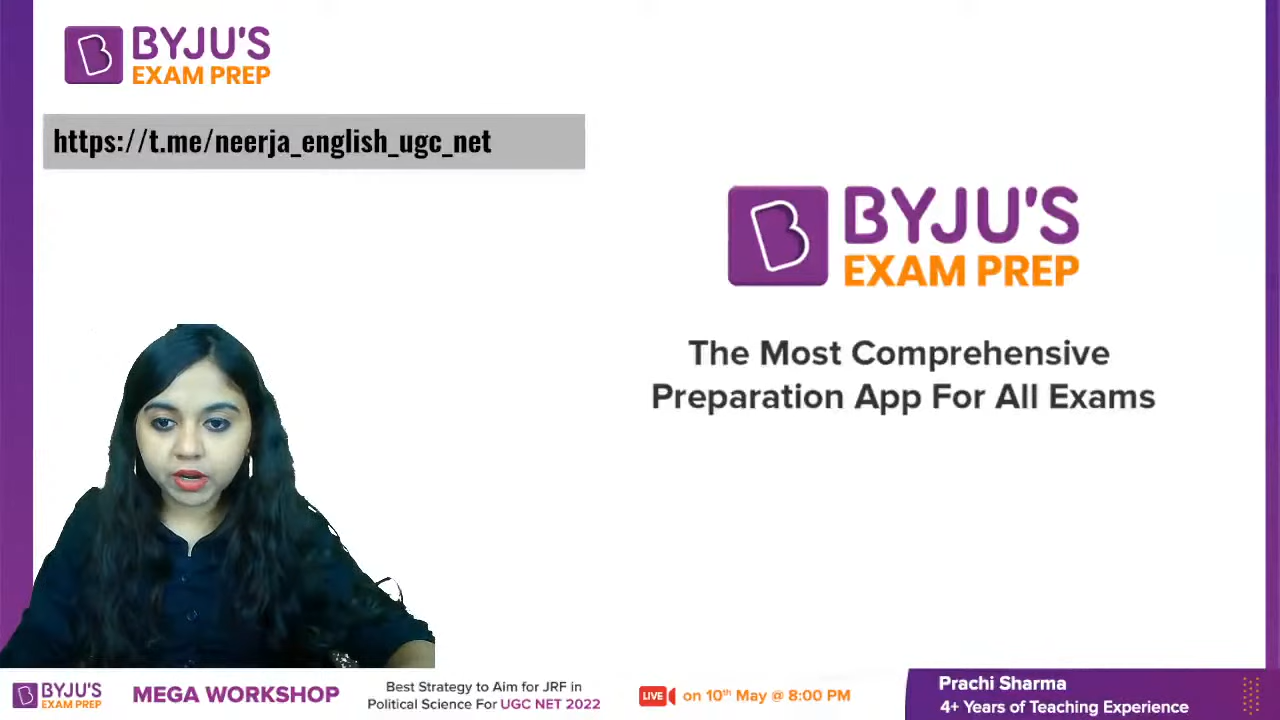 BYJU'S
EXAM PREP
https://t.me/neerja_english_ugc_net
BYJU'S
EXAM PREP
The Most Comprehensive
Preparation App For All Exams
BYJU'S
EXAM PREP
MEGA WORKSHOP
Best Strategy to Aim for JRF in
Political Science For UGC NET 2022
LIVE
on 10th May @ 8:00 PM
Prachi Sharma
4+ Years of Teaching Experience